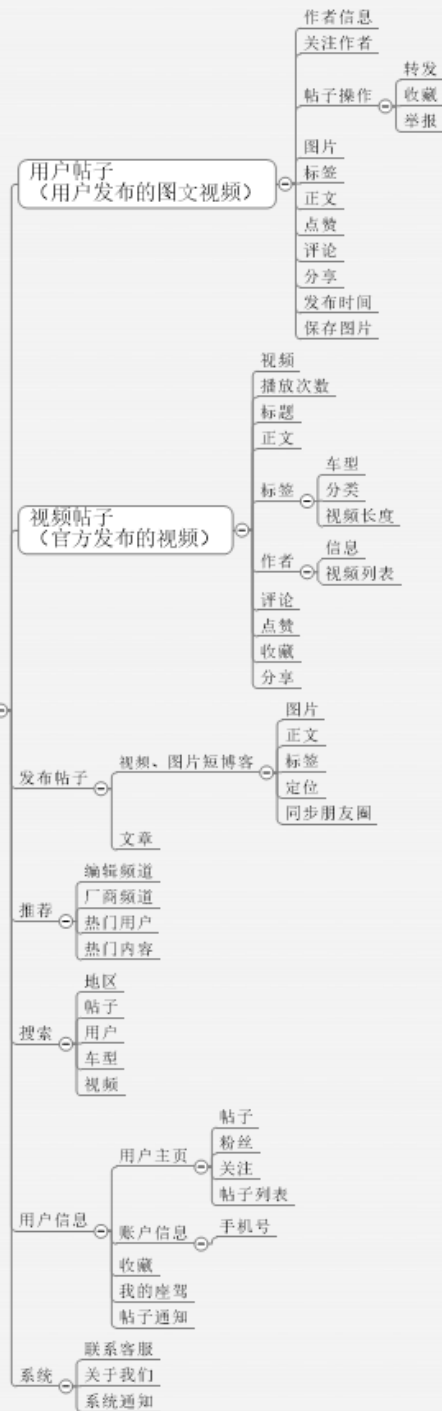 作者信息
关注作者
帖子操作
转发
收藏
举报
用户帖子
（用户发布的图文视频）
图片
标签
正文
点赞
评论
分享
发布时间
保存图片
视频帖子
（官方发布的视频）
视频
播放次数
标题
正文
标签
车型
分类
视频长度
作者
信息
视频列表
评论
点赞
收藏
分享
发布帖子
视频、图片短博客
图片
正文
标签
定位
同步朋友圈
文章
推荐
编辑频道
厂商频道
热门用户
热门内容
搜索
地区
帖子
用户
车型
视频
用户信息
用户主页
帖子
粉丝
关注
帖子列表
账户信息
手机号
收藏
我的座驾
帖子通知
系统
联系客服
关于我们
系统通知